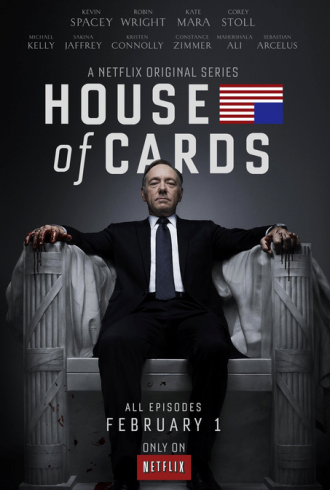 KEVIN ROBIN KATE COREY
SPACEY WRIGHT MARA STOLL
MICHAEL SAKINA KRISTEN CONSTANCE MAHERSHALA SEBASTIAN
KELLY JAFFREY CONNOLLY ZIMMER ALI ARCELUS
A NETFLIX ORIGINAL SERIES
HOUSE
of CARDS
ALL EPISODES
FEBRUARY 1
ONLY ON
NETFLIX